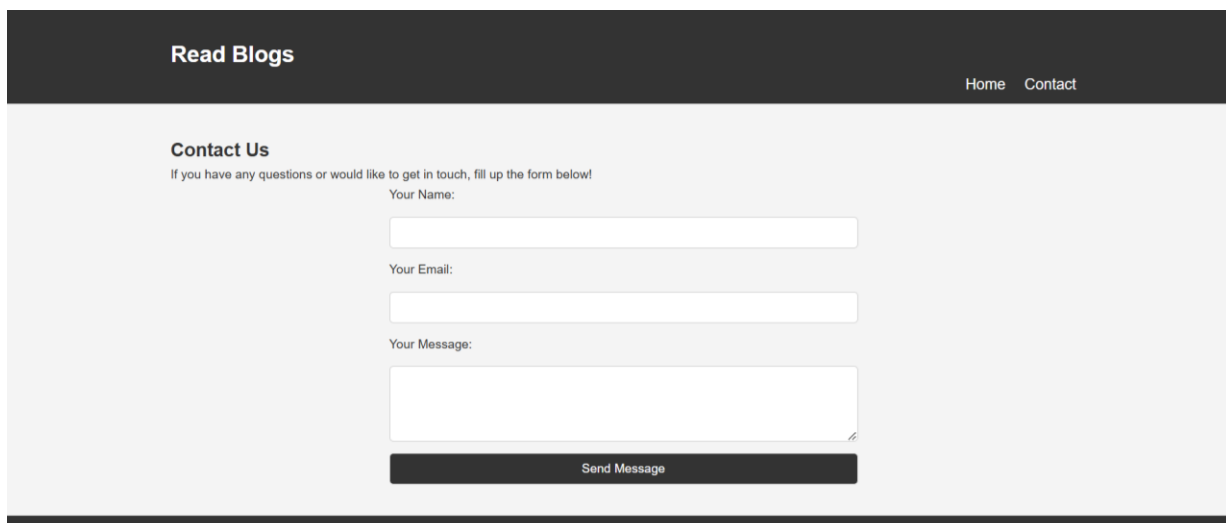 Read Blogs
Home Contact
Contact Us
If you have any questions or would like to get in touch, fill up the form below!
Your Name:
Your Email:
Your Message:
Send Message